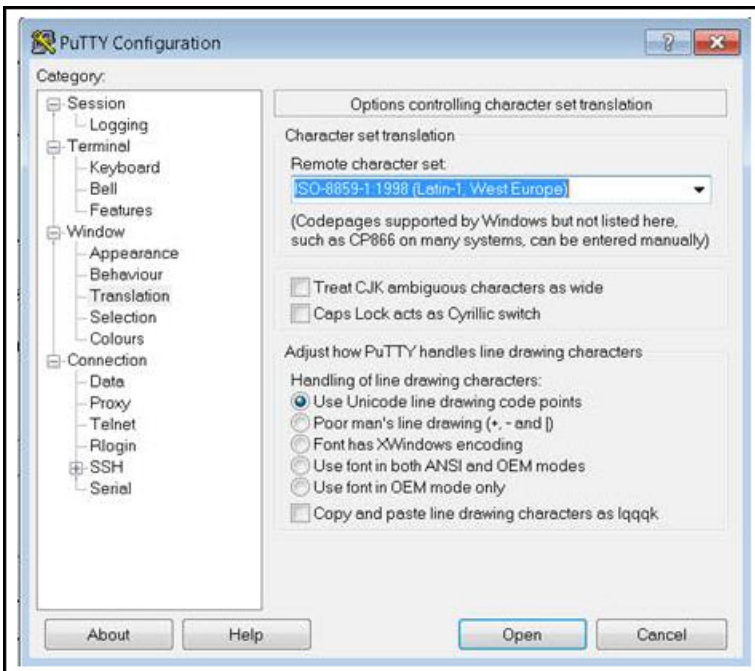 PuTTY Configuration
Category:
Session
Logging
Terminal
Keyboard
Bell
Features
Window
Appearance
Behaviour
Translation
Selection
Colours
Connection
Data
Proxy
Telnet
Rlogin
SSH
Serial
Options controlling character set translation
Character set translation
Remote character set:
ISO-8859-1:1998 (Latin-1, West Europe)
(Codepages supported by Windows but not listed here,
such as CP866 on many systems, can be entered manually)
Treat CJK ambiguous characters as wide
Caps Lock acts as Cyrillic switch
Adjust how PuTTY handles line drawing characters
Handling of line drawing characters:
Use Unicode line drawing code points
Poor man's line drawing (+, - and |)
Font has XWindows encoding
Use font in both ANSI and OEM modes
Use font in OEM mode only
Copy and paste line drawing characters as lqqqk
About
Help
Open
Cancel